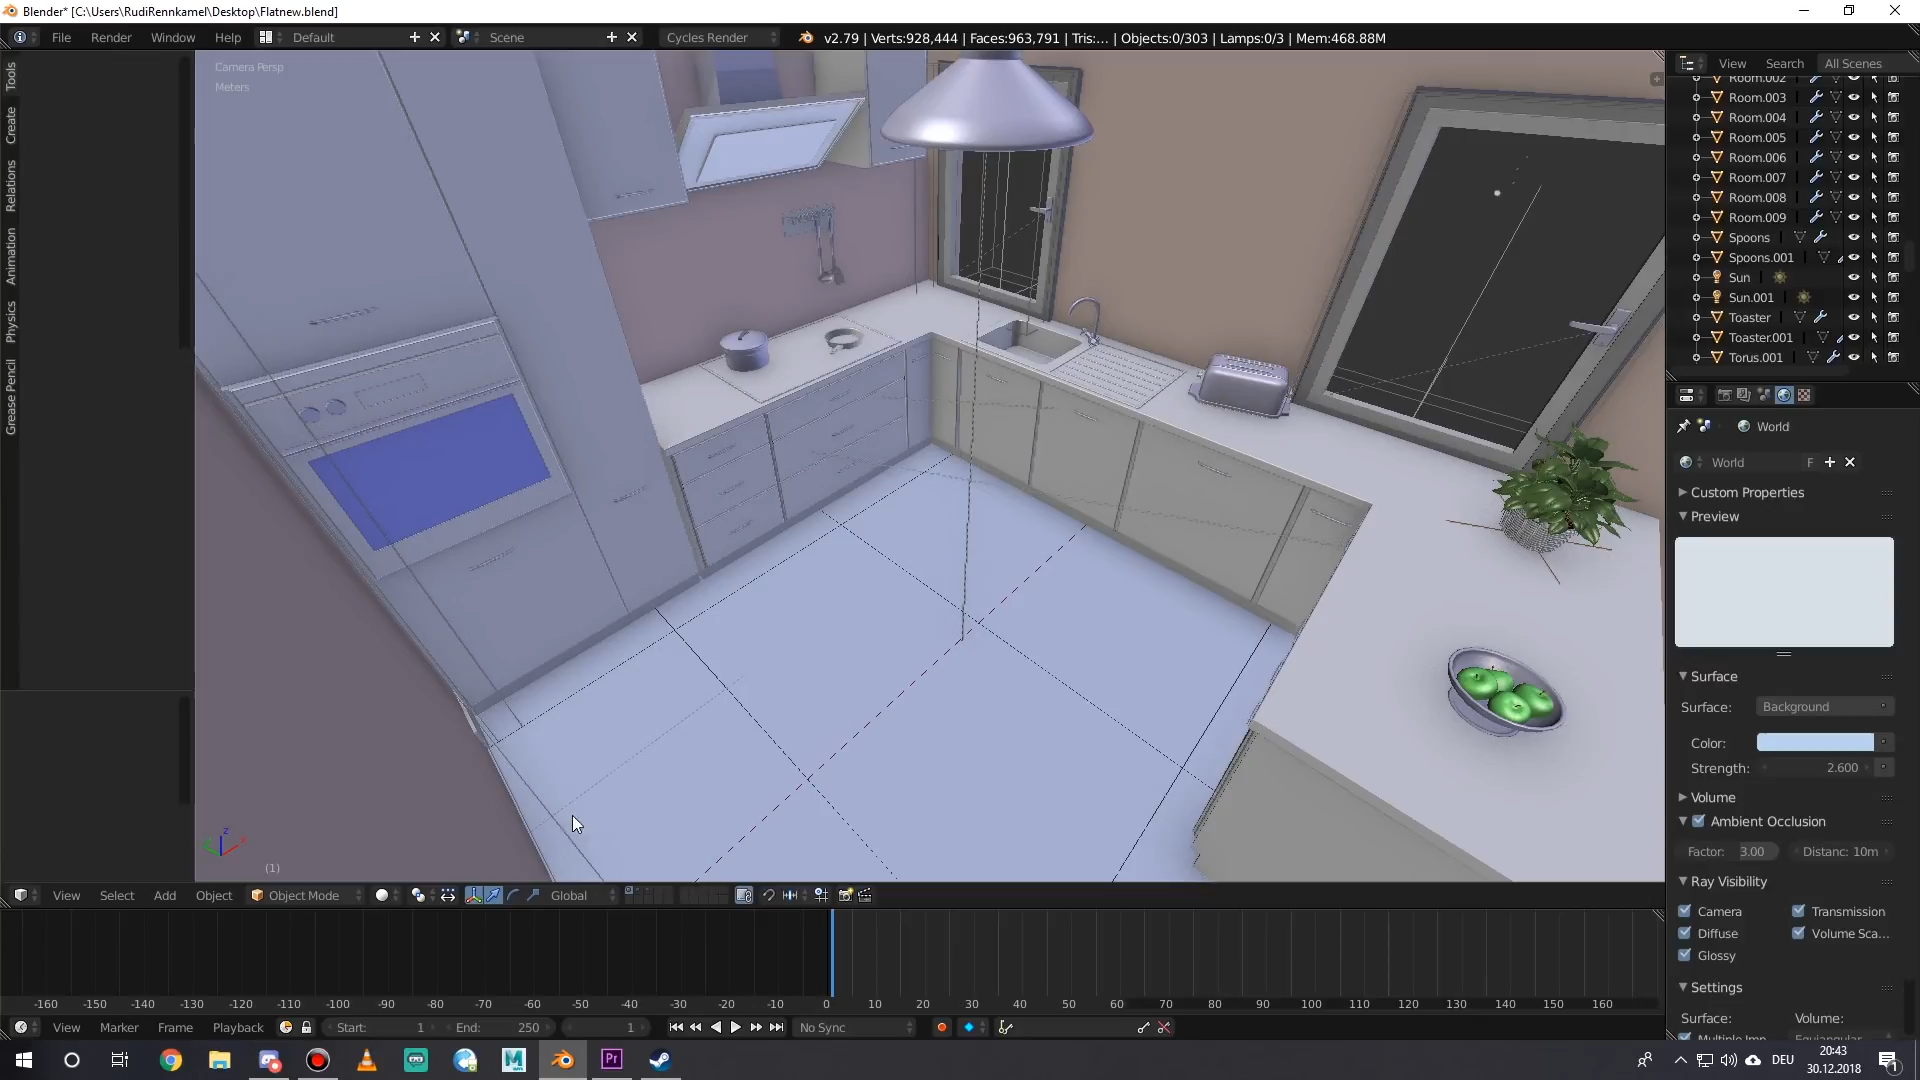 Blender* [C:\Users\RudiRennkamel\Desktop\Flatnew.blend]
File Render Window Help Default Scene Cycles Render v2.79 | Verts:928,444 | Faces:963,791 | Tris:... | Objects:0/303 | Lamps:0/3 | Mem:468.88M
Tools
Create
Relations
Animation
Physics
Grease Pencil
Camera Persp
Meters
(1)
View Search All Scenes
Room.002
Room.003
Room.004
Room.005
Room.006
Room.007
Room.008
Room.009
Spoons
Spoons.001
Sun
Sun.001
Toaster
Toaster.001
Torus.001
World
World F
Custom Properties
Preview
Surface
Surface: Background
Color:
Strength: 2.600
Volume
Ambient Occlusion
Factor: 3.00 Distanc: 10m
Ray Visibility
Camera Transmission
Diffuse Volume Sca...
Glossy
Settings
Surface: Volume:
View Select Add Object Object Mode Global
-160 -150 -140 -130 -120 -110 -100 -90 -80 -70 -60 -50 -40 -30 -20 -10 0 10 20 30 40 50 60 70 80 90 100 110 120 130 140 150 160
View Marker Frame Playback Start: 1 End: 250 1 No Sync
Pr DEU 20:43
30.12.2018
1